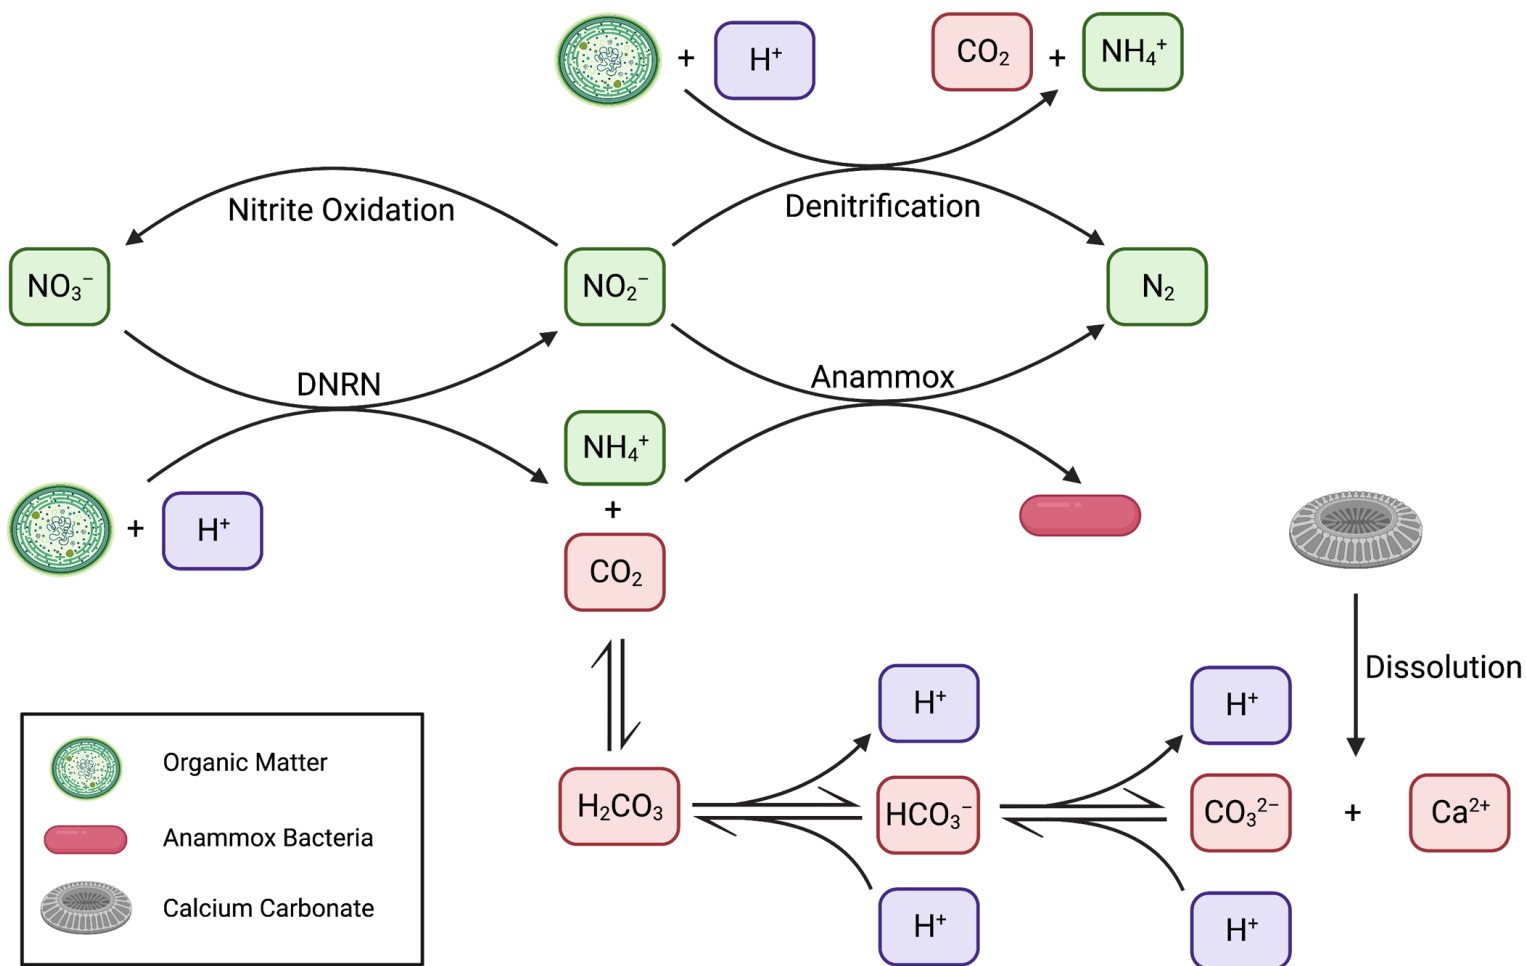 + H⁺ CO₂ + NH₄⁺
Nitrite Oxidation
Denitrification
NO₃⁻ NO₂⁻ N₂
DNRN
Anammox
NH₄⁺
+ H⁺
+
CO₂
Dissolution
H⁺ H⁺
H₂CO₃ HCO₃⁻ CO₃²⁻ + Ca²⁺
H⁺ H⁺
Organic Matter
Anammox Bacteria
Calcium Carbonate